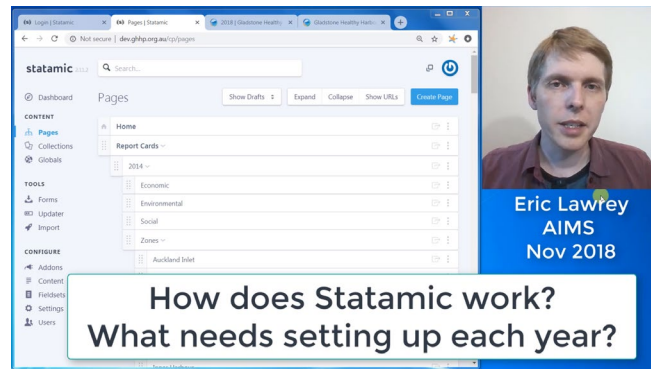 Login | Statamic
Pages | Statamic
2018 | Gladstone Healthy
Gladstone Healthy Harbo
Not secure | dev.ghhp.org.au/cp/pages
statamic
Search...
Dashboard
CONTENT
Pages
Collections
Globals
TOOLS
Forms
Updater
Import
CONFIGURE
Addons
Content
Fieldsets
Settings
Users
Pages
Show Drafts
Expand
Collapse
Show URLs
Create Page
Home
Report Cards
2014
Economic
Environmental
Social
Zones
Auckland Inlet
Eric Lawrey
AIMS
Nov 2018
How does Statamic work?
What needs setting up each year?